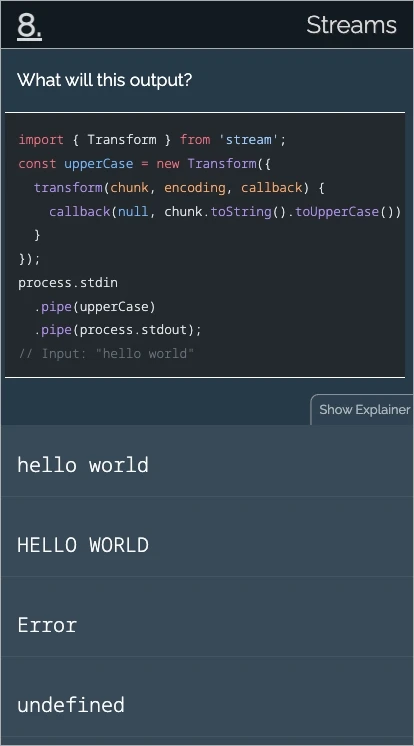 8.
Streams
What will this output?
import { Transform } from 'stream';
const upperCase = new Transform({
  transform(chunk, encoding, callback) {
    callback(null, chunk.toString().toUpperCase())
  }
});
process.stdin
  .pipe(upperCase)
  .pipe(process.stdout);
// Input: "hello world"
Show Explainer
hello world
HELLO WORLD
Error
undefined